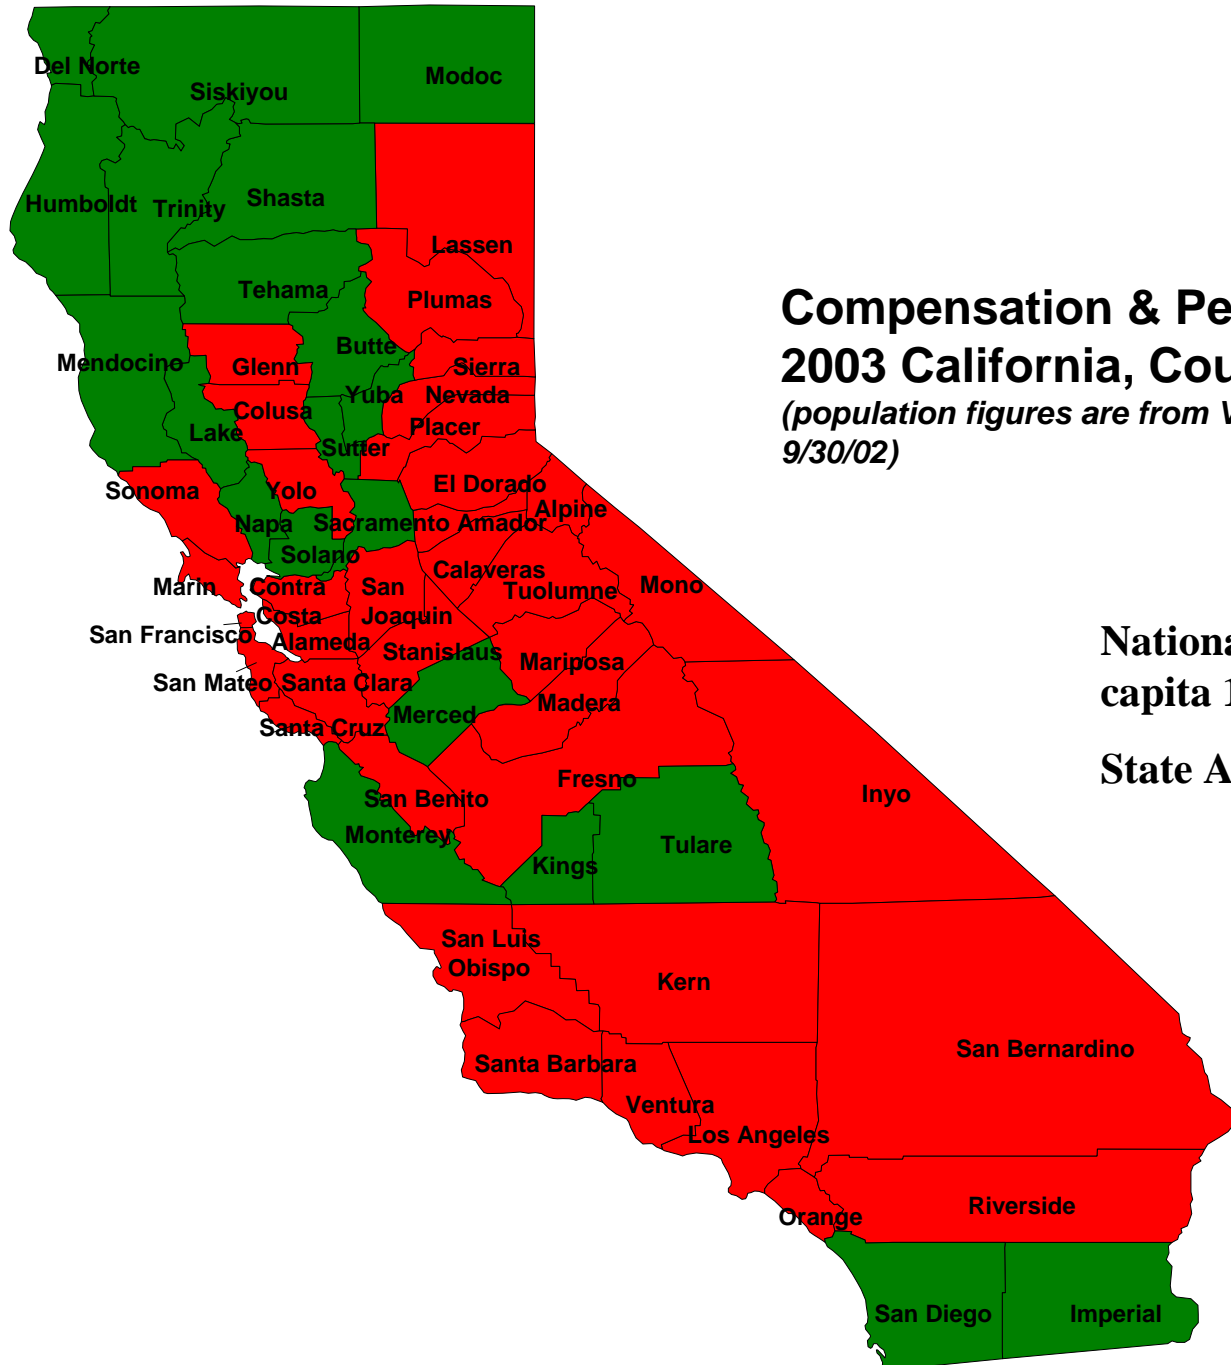 Del Norte
Siskiyou
Modoc
Humboldt
Trinity
Shasta
Lassen
Tehama
Plumas
Compensation & Pe
2003 California, Cou
(population figures are from V
9/30/02)
Mendocino
Glenn
Butte
Sierra
Yuba
Nevada
Colusa
Placer
Lake
Sutter
Sonoma
Yolo
El Dorado
Napa
Sacramento
Amador
Alpine
Solano
Calaveras
Tuolumne
Mono
Marin
Contra
Costa
San
Joaquin
San Francisco
Alameda
Stanislaus
Mariposa
San Mateo
Santa Clara
Merced
Madera
Santa Cruz
Nationa
capita 1
State A
Fresno
San Benito
Inyo
Monterey
Kings
Tulare
San Luis
Obispo
Kern
San Bernardino
Santa Barbara
Ventura
Los Angeles
Orange
Riverside
San Diego
Imperial